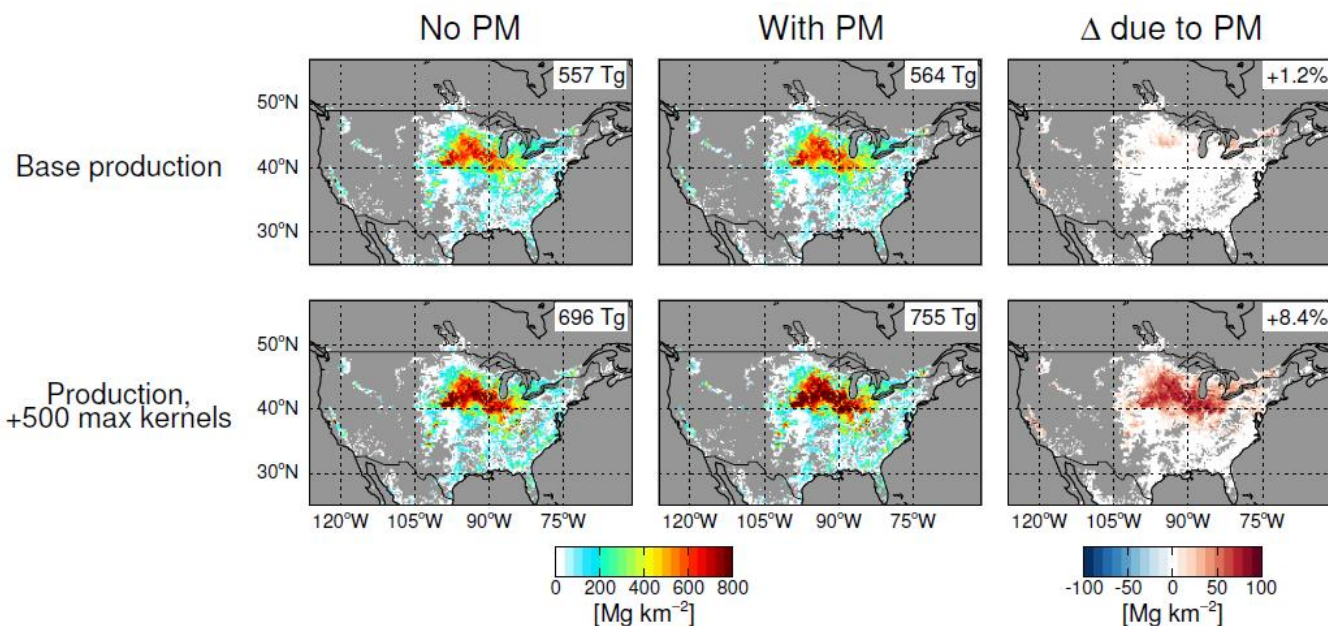 No PM With PM Δ due to PM
Base production
557 Tg 564 Tg +1.2%
50°N
40°N
30°N
Production,
+500 max kernels
696 Tg 755 Tg +8.4%
50°N
40°N
30°N
120°W 105°W 90°W 75°W 120°W 105°W 90°W 75°W 120°W 105°W 90°W 75°W
0 200 400 600 800 -100 -50 0 50 100
[Mg km⁻²] [Mg km⁻²]